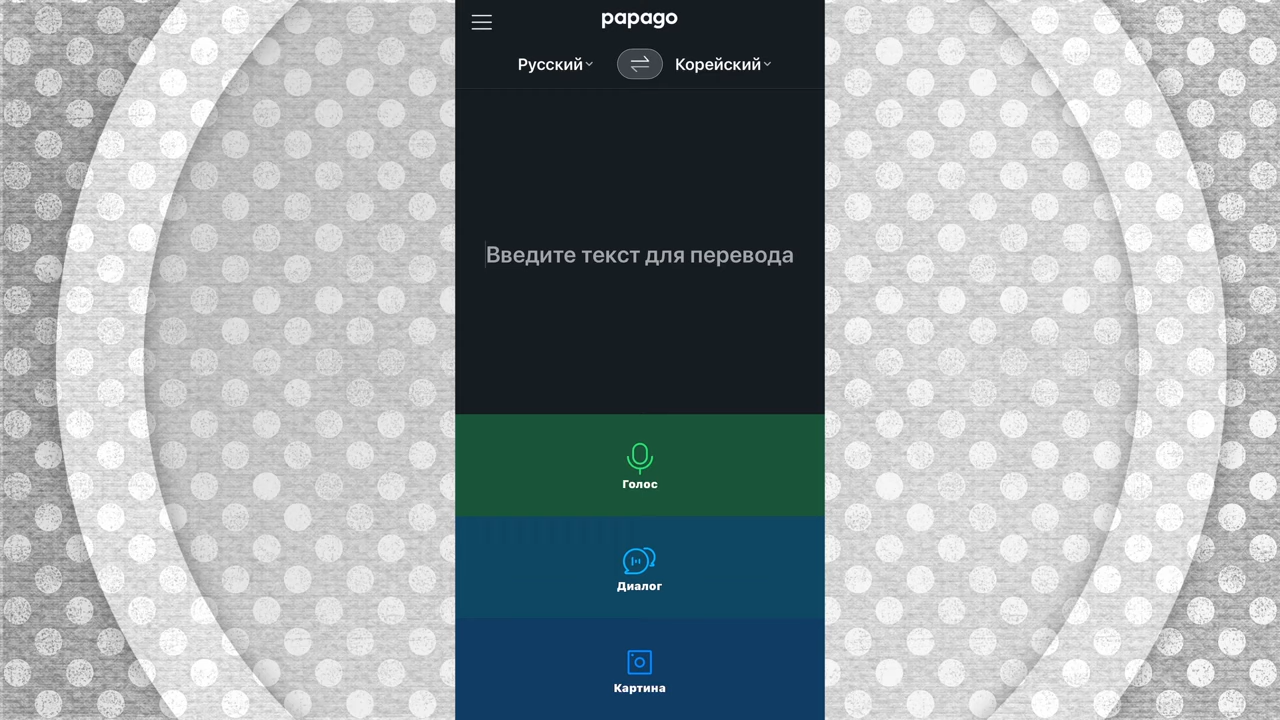 papago
Русский
Корейский
Введите текст для перевода
Голос
Диалог
Картина